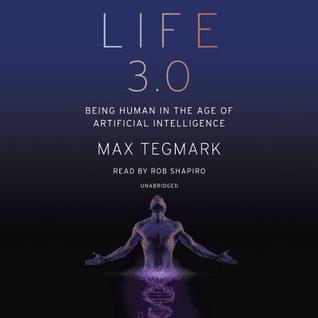 LIFE
3.0
BEING HUMAN IN THE AGE OF
ARTIFICIAL INTELLIGENCE
MAX TEGMARK
READ BY ROB SHAPIRO
UNABRIDGED